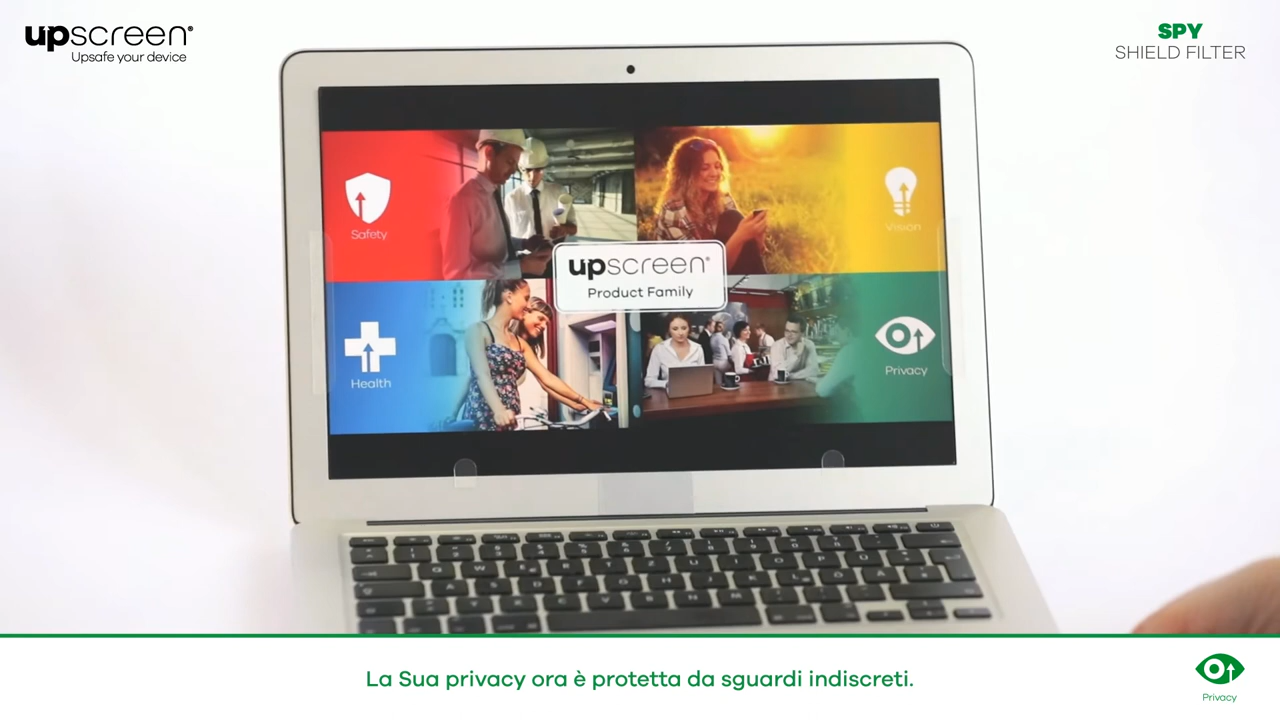 upscreen®
Upsafe your device
SPY
SHIELD FILTER
Safety
Vision
upscreen®
Product Family
Health
Privacy
La Sua privacy ora è protetta da sguardi indiscreti.
Privacy